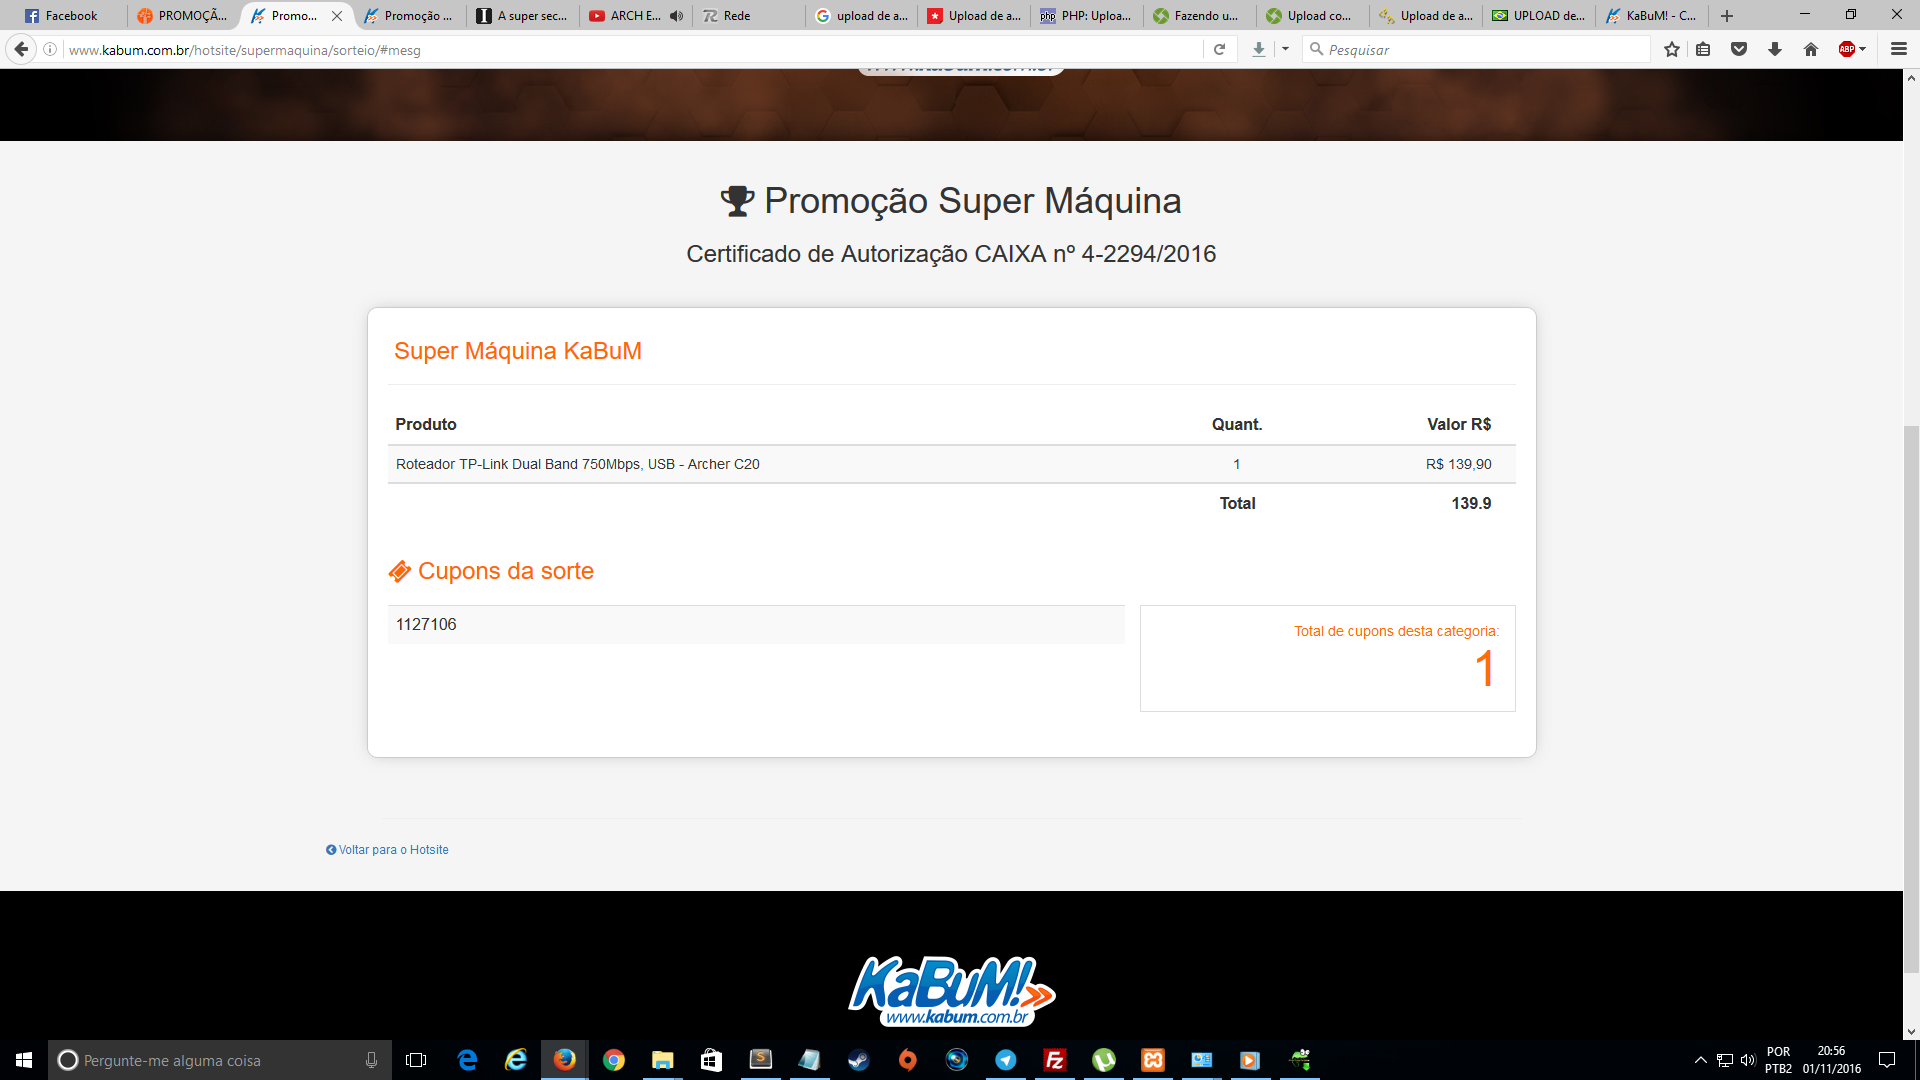 Facebook
PROMOÇÃ...
Promo...
Promoção ...
A super sec...
ARCH E...
Rede
upload de a...
Upload de a...
PHP: Uploa...
Fazendo u...
Upload co...
Upload de a...
UPLOAD de...
KaBuM! - C...
www.kabum.com.br/hotsite/supermaquina/sorteio/#mesg
Pesquisar
ABP
Promoção Super Máquina
Certificado de Autorização CAIXA nº 4-2294/2016
Super Máquina KaBuM
Produto Quant. Valor R$
Roteador TP-Link Dual Band 750Mbps, USB - Archer C20 1 R$ 139,90
Total 139.9
Cupons da sorte
1127106
Total de cupons desta categoria:
1
Voltar para o Hotsite
KaBuM!
www.kabum.com.br
Pergunte-me alguma coisa
POR
PTB2
20:56
01/11/2016